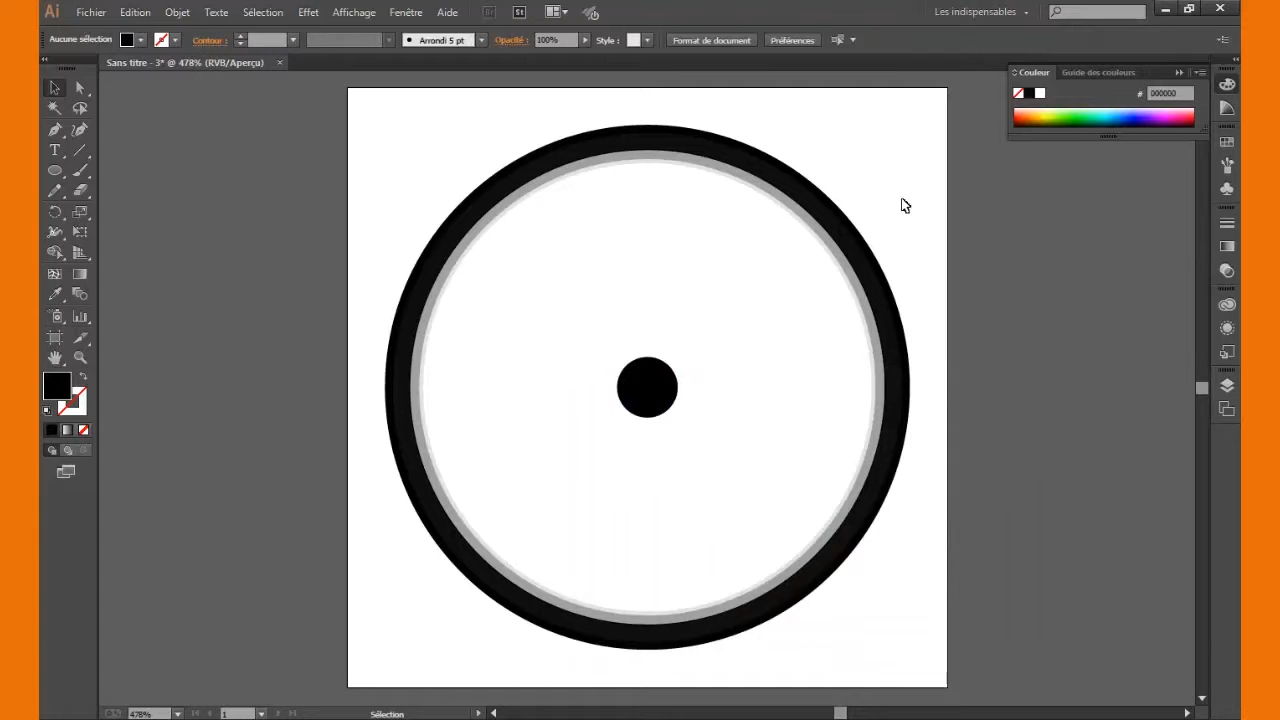 Ai Fichier Edition Objet Texte Sélection Effet Affichage Fenêtre Aide Br St Les indispensables
Aucune sélection Contour : Arrondi 5 pt Opacité : 100% Style : Format de document Préférences
Sans titre - 3* @ 478% (RVB/Aperçu) ×
Couleur Guide des couleurs
# 000000
T
478% 1 Sélection